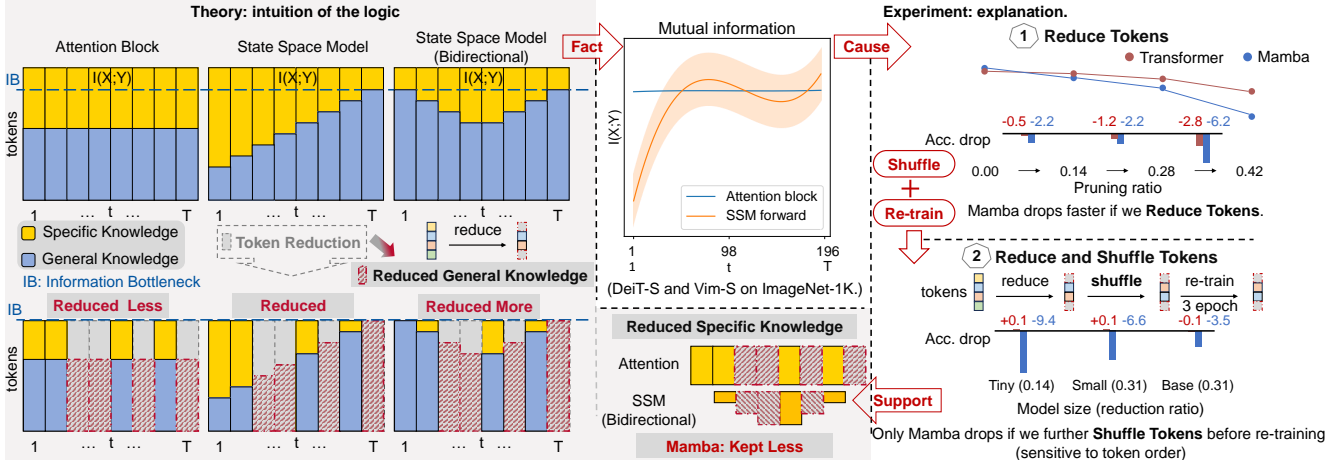 Theory: intuition of the logic
Attention Block
State Space Model
State Space Model
(Bidirectional)
IB
I(X;Y)
I(X;Y)
I(X;Y)
tokens
1 ... t ... T
1 ... t ... T
1 ... t ... T
Specific Knowledge
General Knowledge
IB: Information Bottleneck
Token Reduction
reduce
Reduced General Knowledge
Reduced Less
Reduced
Reduced More
IB
tokens
1 ... t ... T
1 ... t ... T
1 ... t ... T
Fact
Mutual information
I(X;Y)
Attention block
SSM forward
1 98 196
1 t T
(DeiT-S and Vim-S on ImageNet-1K.)
Reduced Specific Knowledge
Attention
SSM
(Bidirectional)
Mamba: Kept Less
Cause
Shuffle
+
Re-train
Support
Experiment: explanation.
1 Reduce Tokens
Transformer Mamba
-0.5 -2.2 -1.2 -2.2 -2.8 -6.2
Acc. drop
0.00 0.14 0.28 0.42
Pruning ratio
Mamba drops faster if we Reduce Tokens.
2 Reduce and Shuffle Tokens
tokens reduce shuffle re-train
3 epoch
+0.1 -9.4 +0.1 -6.6 -0.1 -3.5
Acc. drop
Tiny (0.14) Small (0.31) Base (0.31)
Model size (reduction ratio)
Only Mamba drops if we further Shuffle Tokens before re-training
(sensitive to token order)